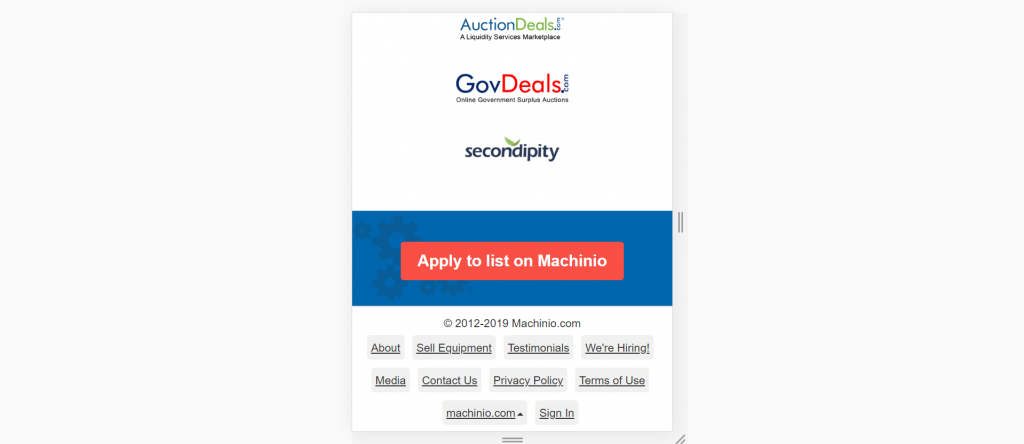 AuctionDeals.com
A Liquidity Services Marketplace
GovDeals.com
Online Government Surplus Auctions
secondipity
Apply to list on Machinio
© 2012-2019 Machinio.com
About Sell Equipment Testimonials We're Hiring!
Media Contact Us Privacy Policy Terms of Use
machinio.com Sign In